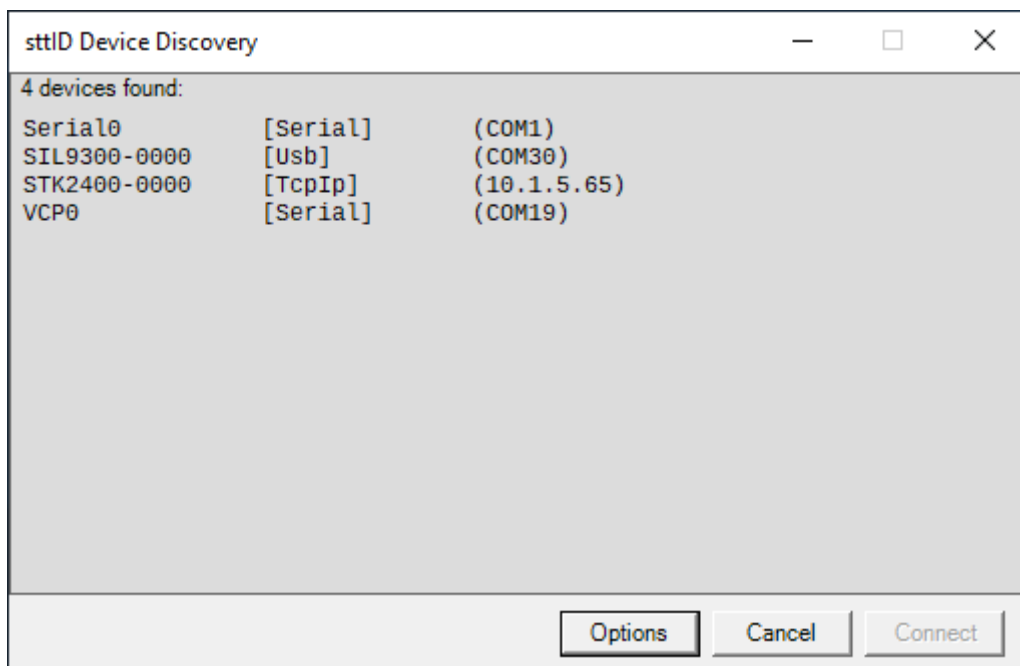 sttID Device Discovery
4 devices found:
Serial0 [Serial] (COM1)
SIL9300-0000 [Usb] (COM30)
STK2400-0000 [TcpIp] (10.1.5.65)
VCP0 [Serial] (COM19)
Options Cancel Connect